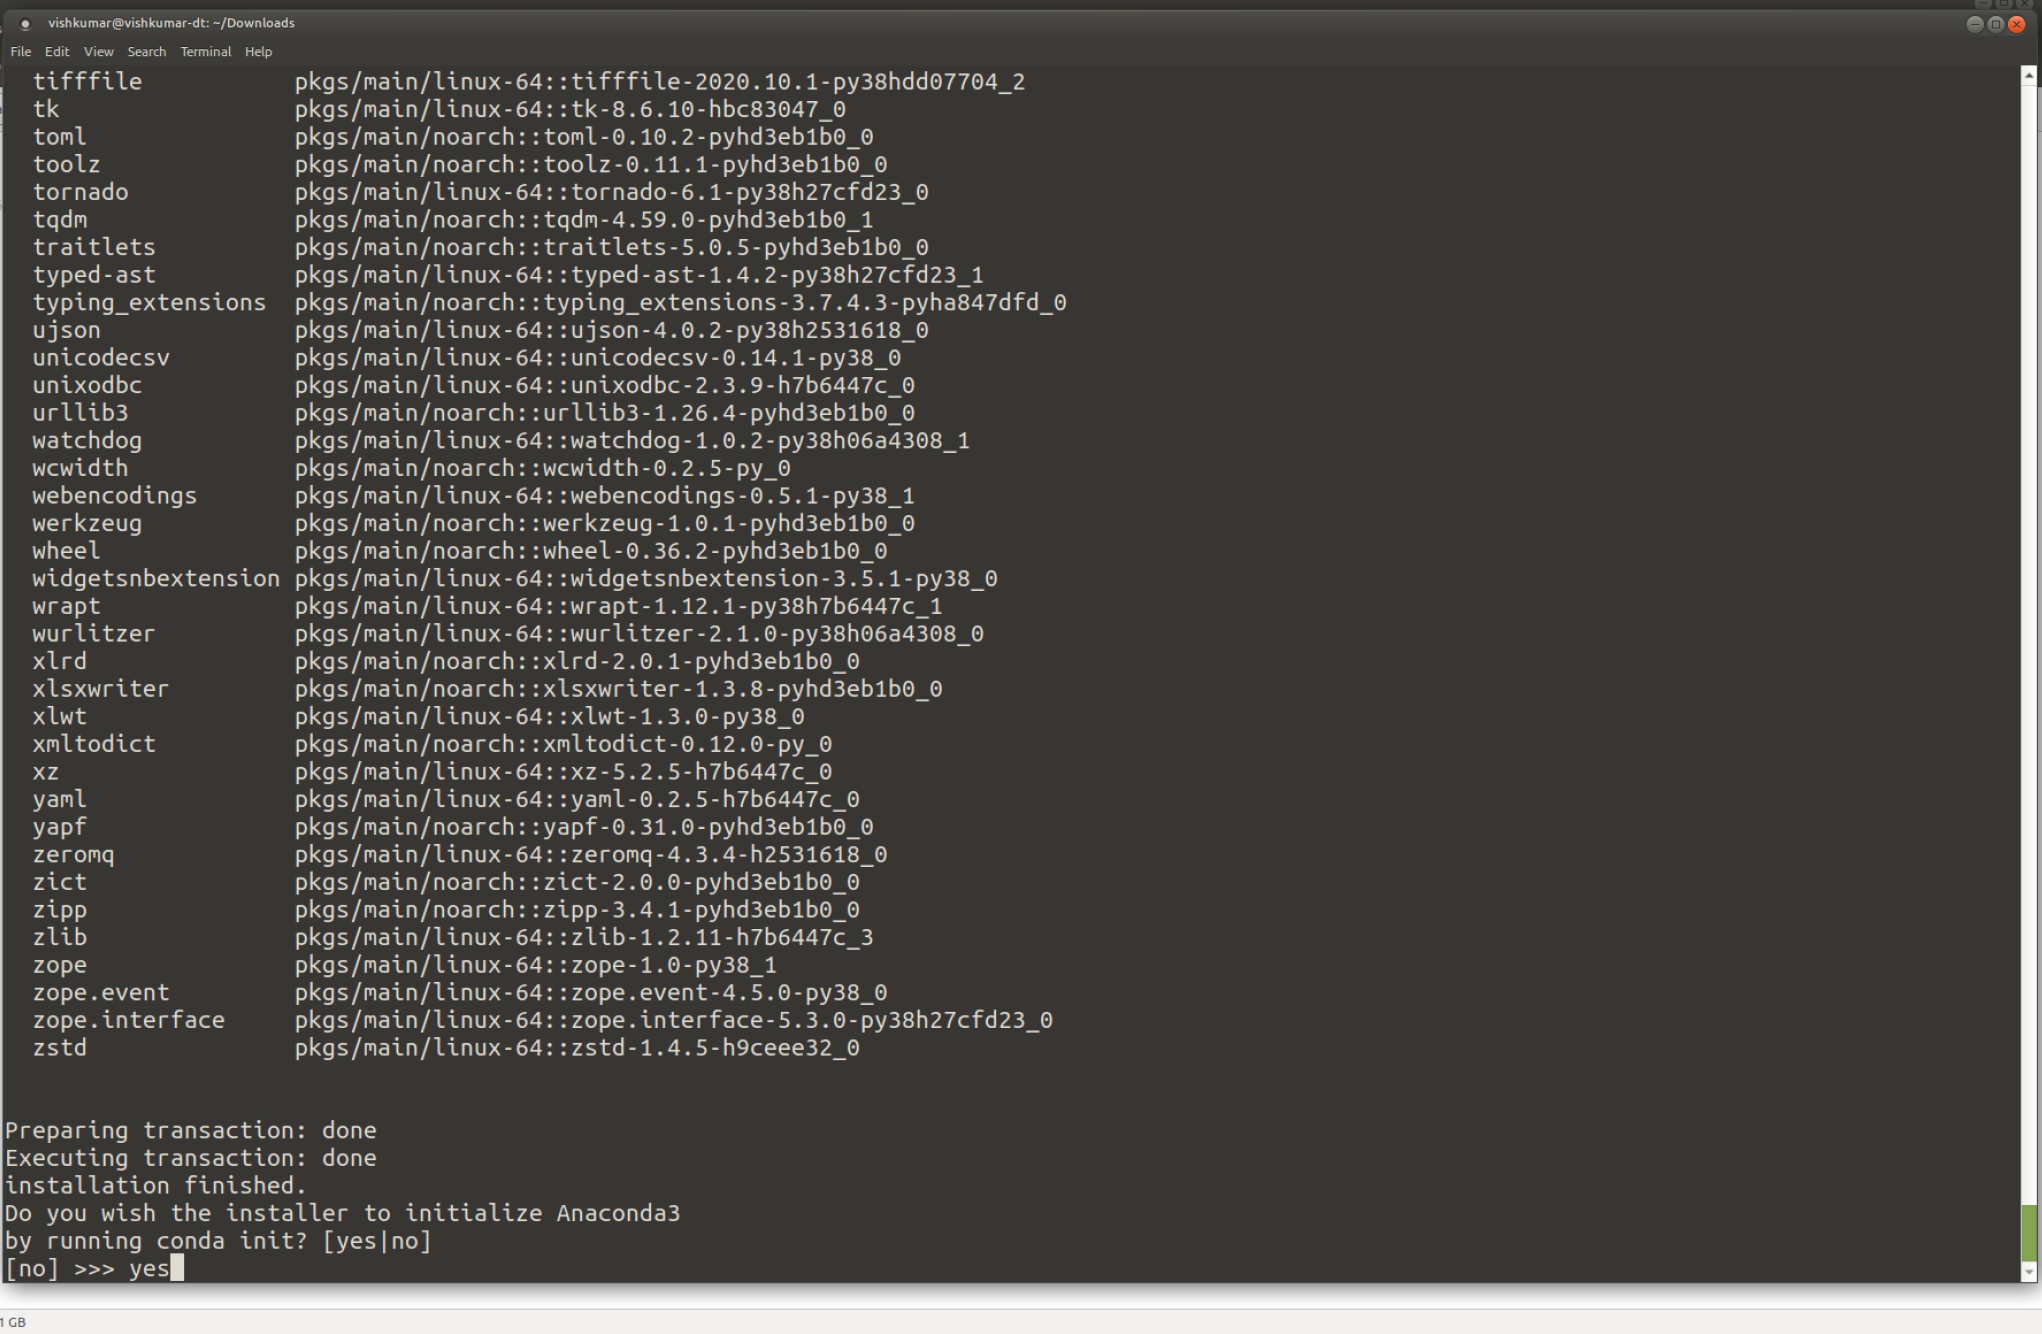 vishkumar@vishkumar-dt: ~/Downloads
File Edit View Search Terminal Help
tifffile pkgs/main/linux-64::tifffile-2020.10.1-py38hdd07704_2
tk pkgs/main/linux-64::tk-8.6.10-hbc83047_0
toml pkgs/main/noarch::toml-0.10.2-pyhd3eb1b0_0
toolz pkgs/main/noarch::toolz-0.11.1-pyhd3eb1b0_0
tornado pkgs/main/linux-64::tornado-6.1-py38h27cfd23_0
tqdm pkgs/main/noarch::tqdm-4.59.0-pyhd3eb1b0_1
traitlets pkgs/main/noarch::traitlets-5.0.5-pyhd3eb1b0_0
typed-ast pkgs/main/linux-64::typed-ast-1.4.2-py38h27cfd23_1
typing_extensions pkgs/main/noarch::typing_extensions-3.7.4.3-pyha847dfd_0
ujson pkgs/main/linux-64::ujson-4.0.2-py38h2531618_0
unicodecsv pkgs/main/linux-64::unicodecsv-0.14.1-py38_0
unixodbc pkgs/main/linux-64::unixodbc-2.3.9-h7b6447c_0
urllib3 pkgs/main/noarch::urllib3-1.26.4-pyhd3eb1b0_0
watchdog pkgs/main/linux-64::watchdog-1.0.2-py38h06a4308_1
wcwidth pkgs/main/noarch::wcwidth-0.2.5-py_0
webencodings pkgs/main/linux-64::webencodings-0.5.1-py38_1
werkzeug pkgs/main/noarch::werkzeug-1.0.1-pyhd3eb1b0_0
wheel pkgs/main/noarch::wheel-0.36.2-pyhd3eb1b0_0
widgetsnbextension pkgs/main/linux-64::widgetsnbextension-3.5.1-py38_0
wrapt pkgs/main/linux-64::wrapt-1.12.1-py38h7b6447c_1
wurlitzer pkgs/main/linux-64::wurlitzer-2.1.0-py38h06a4308_0
xlrd pkgs/main/noarch::xlrd-2.0.1-pyhd3eb1b0_0
xlsxwriter pkgs/main/noarch::xlsxwriter-1.3.8-pyhd3eb1b0_0
xlwt pkgs/main/linux-64::xlwt-1.3.0-py38_0
xmltodict pkgs/main/noarch::xmltodict-0.12.0-py_0
xz pkgs/main/linux-64::xz-5.2.5-h7b6447c_0
yaml pkgs/main/linux-64::yaml-0.2.5-h7b6447c_0
yapf pkgs/main/noarch::yapf-0.31.0-pyhd3eb1b0_0
zeromq pkgs/main/linux-64::zeromq-4.3.4-h2531618_0
zict pkgs/main/noarch::zict-2.0.0-pyhd3eb1b0_0
zipp pkgs/main/noarch::zipp-3.4.1-pyhd3eb1b0_0
zlib pkgs/main/linux-64::zlib-1.2.11-h7b6447c_3
zope pkgs/main/linux-64::zope-1.0-py38_1
zope.event pkgs/main/linux-64::zope.event-4.5.0-py38_0
zope.interface pkgs/main/linux-64::zope.interface-5.3.0-py38h27cfd23_0
zstd pkgs/main/linux-64::zstd-1.4.5-h9ceee32_0
Preparing transaction: done
Executing transaction: done
installation finished.
Do you wish the installer to initialize Anaconda3
by running conda init? [yes|no]
[no] >>> yes
1 GB